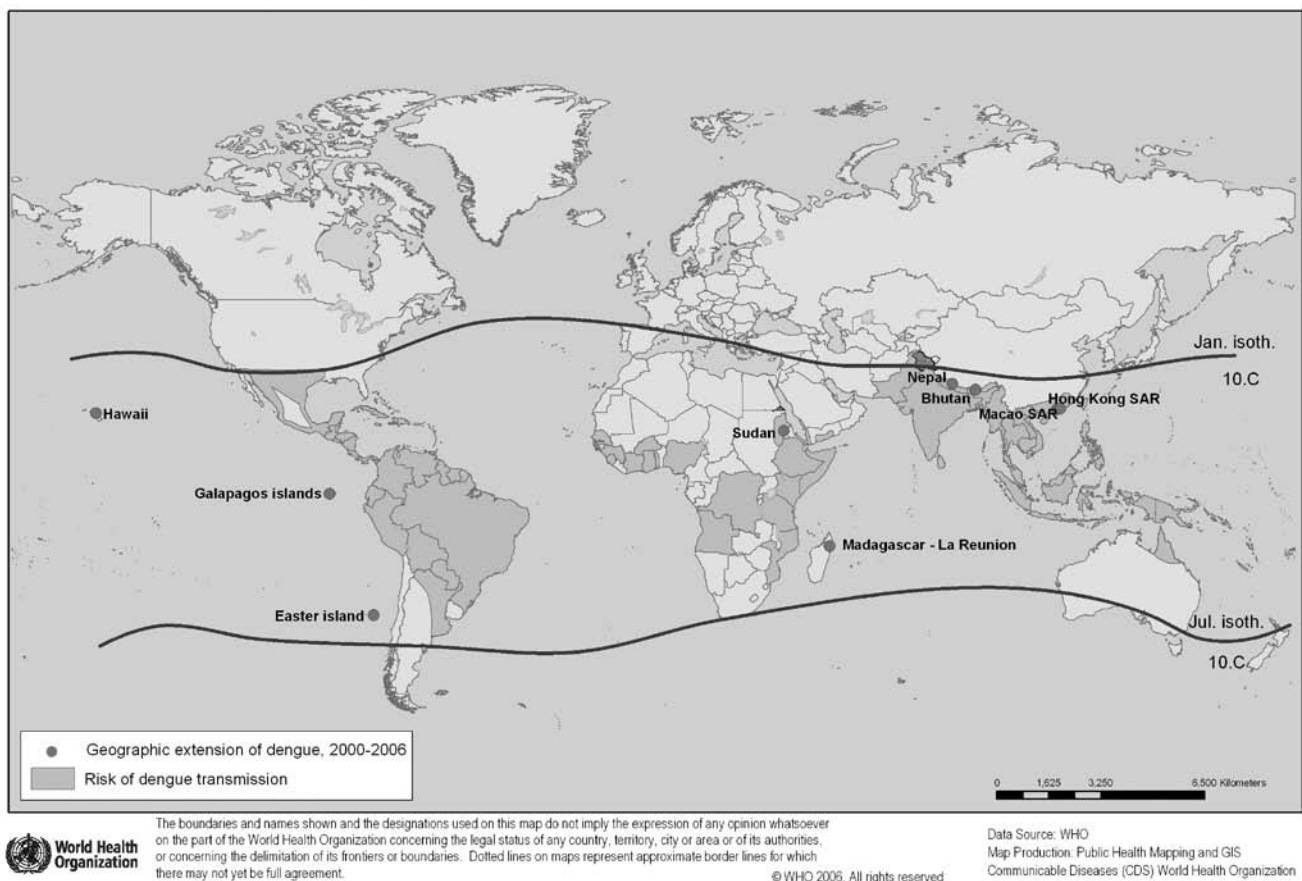 Jan. isoth.
10.C
Nepal
Bhutan
Hong Kong SAR
Macao SAR
Hawaii
Sudan
Galapagos islands
Madagascar - La Reunion
Easter island
Jul. isoth.
10.C
Geographic extension of dengue, 2000-2006
Risk of dengue transmission
0 1,625 3,250 6,500 Kilometers
World Health
Organization
The boundaries and names shown and the designations used on this map do not imply the expression of any opinion whatsoever
on the part of the World Health Organization concerning the legal status of any country, territory, city or area or of its authorities,
or concerning the delimitation of its frontiers or boundaries. Dotted lines on maps represent approximate border lines for which
there may not yet be full agreement.
© WHO 2006. All rights reserved
Data Source: WHO
Map Production: Public Health Mapping and GIS
Communicable Diseases (CDS) World Health Organization